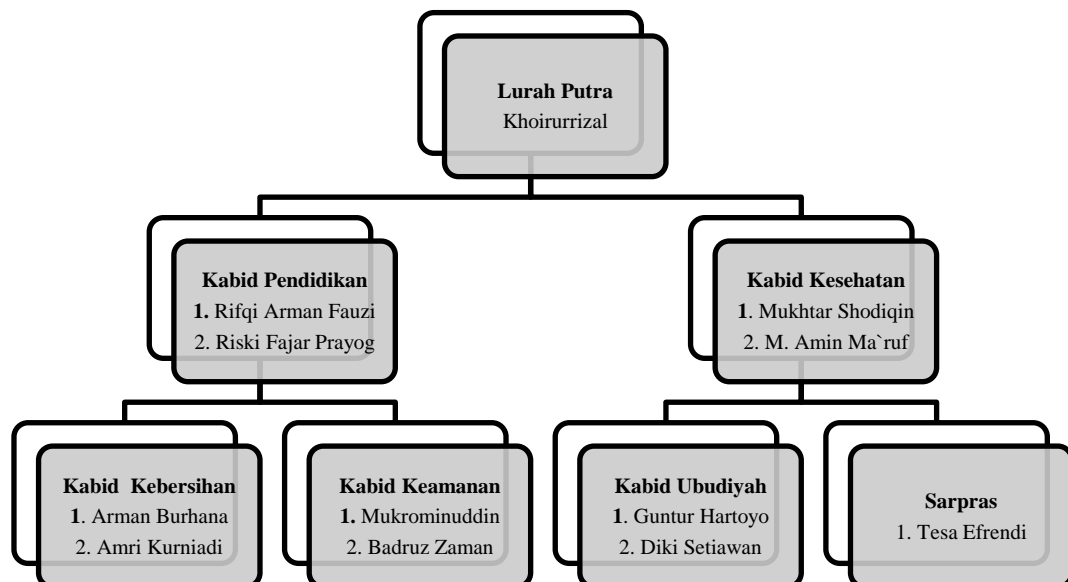 Lurah Putra
Khoirurrizal
Kabid Pendidikan
1. Rifqi Arman Fauzi
2. Riski Fajar Prayog
Kabid Kesehatan
1. Mukhtar Shodiqin
2. M. Amin Ma`ruf
Kabid  Kebersihan
1. Arman Burhana
2. Amri Kurniadi
Kabid Keamanan
1. Mukrominuddin
2. Badruz Zaman
Kabid Ubudiyah
1. Guntur Hartoyo
2. Diki Setiawan
Sarpras
1. Tesa Efrendi